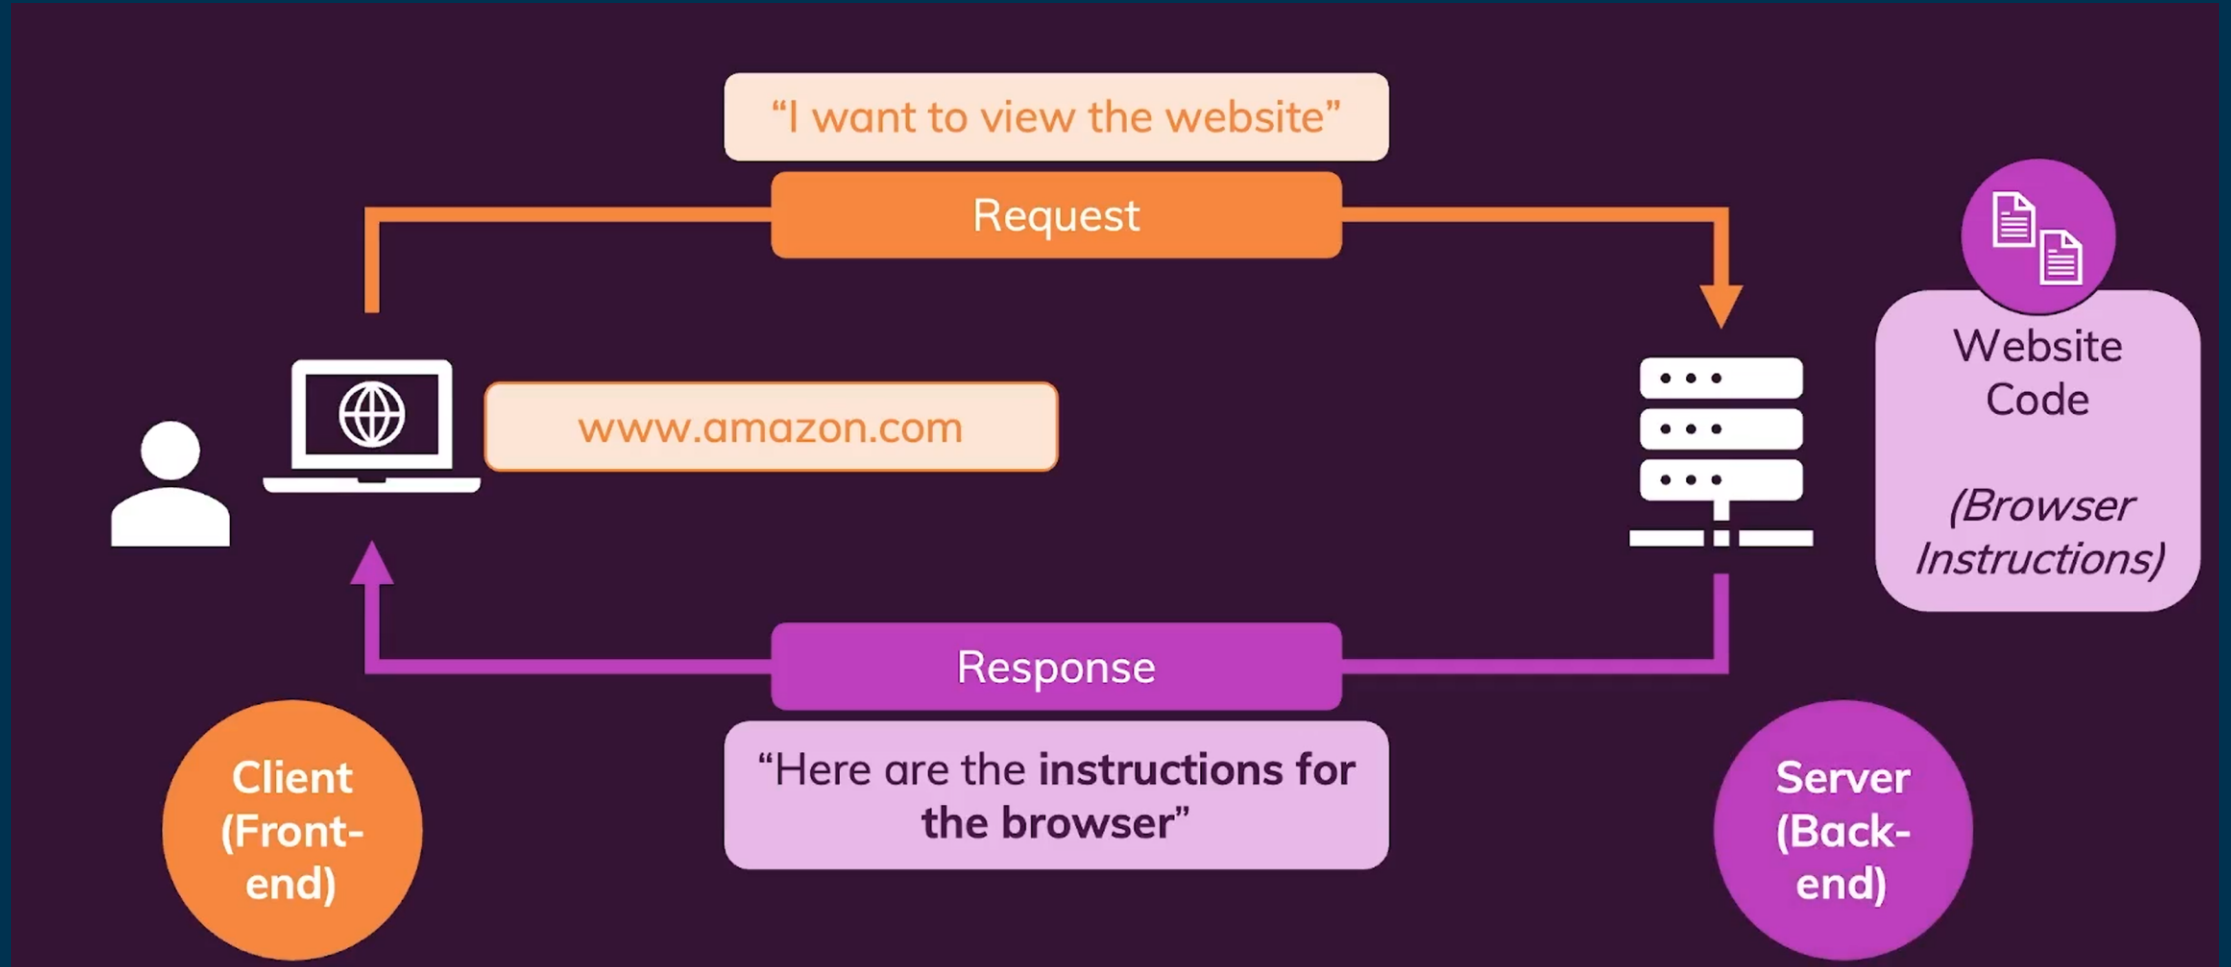 “I want to view the website”
Request
www.amazon.com
Website
Code
(Browser
Instructions)
Response
“Here are the instructions for
the browser”
Client
(Front-
end)
Server
(Back-
end)